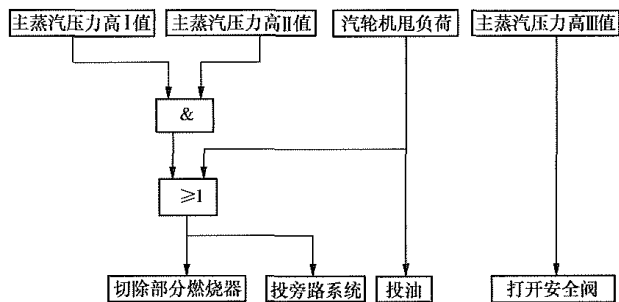 主蒸汽压力高Ⅰ值
主蒸汽压力高Ⅱ值
汽轮机甩负荷
主蒸汽压力高Ⅲ值
&
≥1
切除部分燃烧器
投旁路系统
投油
打开安全阀